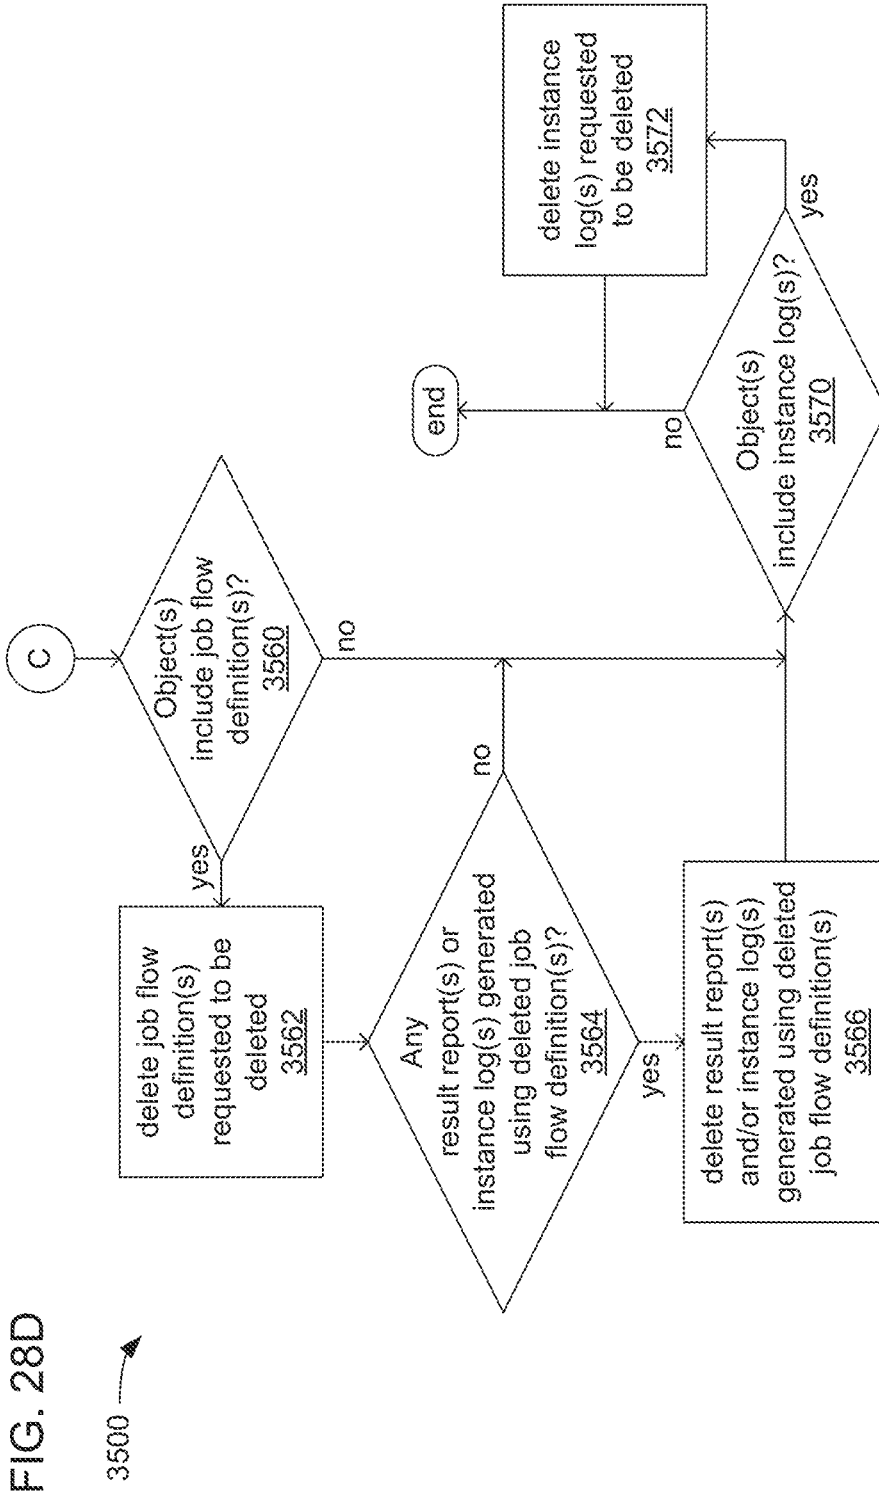 FIG. 28D
3500
C
Object(s)
include job flow
definition(s)?
3560
yes
no
delete job flow
definition(s)
requested to be
deleted
3562
Any
result report(s) or
instance log(s) generated
using deleted job
flow definition(s)?
3564
no
yes
delete result report(s)
and/or instance log(s)
generated using deleted
job flow definition(s)
3566
Object(s)
include instance log(s)?
3570
no
yes
delete instance
log(s) requested
to be deleted
3572
end